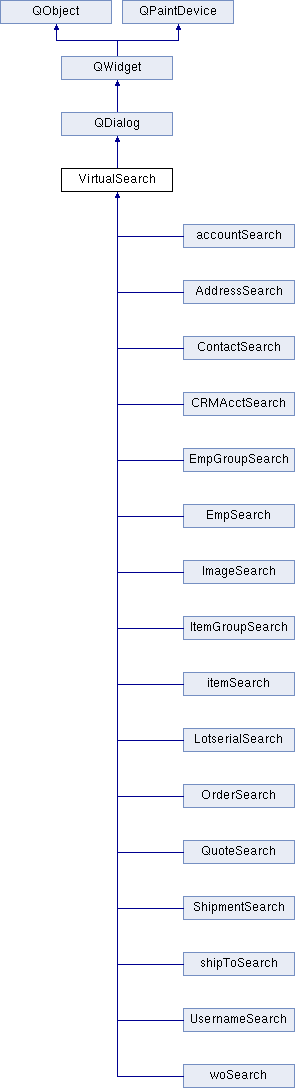 QObject QPaintDevice
QWidget
QDialog
VirtualSearch
accountSearch
AddressSearch
ContactSearch
CRMAcctSearch
EmpGroupSearch
EmpSearch
ImageSearch
ItemGroupSearch
itemSearch
LotserialSearch
OrderSearch
QuoteSearch
ShipmentSearch
shipToSearch
UsernameSearch
woSearch